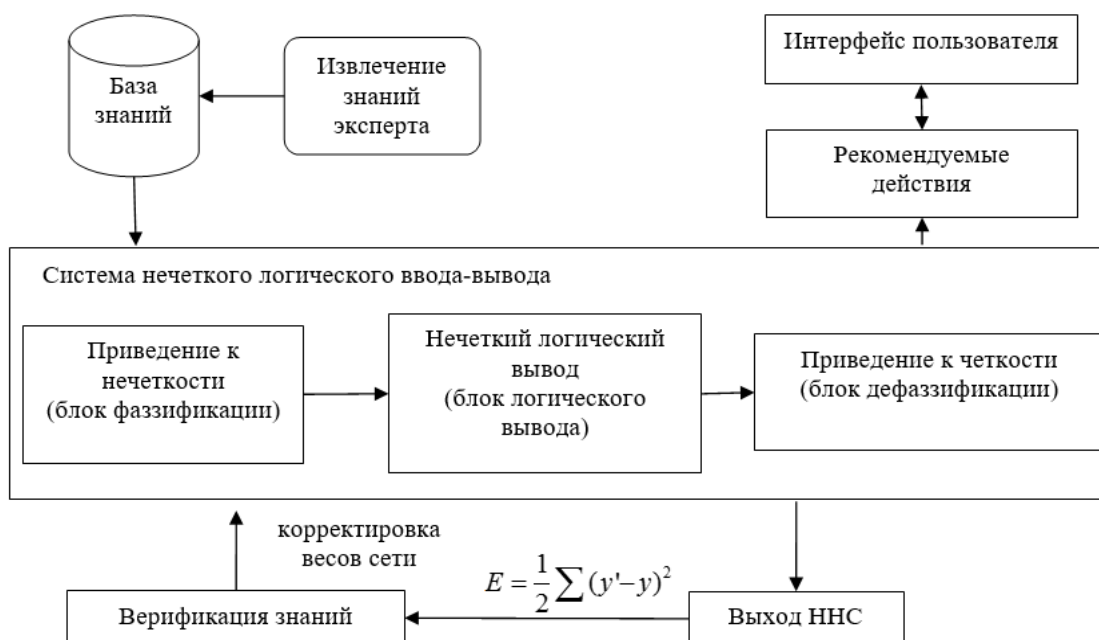 База
знаний
Извлечение
знаний
эксперта
Интерфейс пользователя
Рекомендуемые
действия
Система нечеткого логического ввода-вывода
Приведение к
нечеткости
(блок фаззификации)
Нечеткий логический
вывод
(блок логического
вывода)
Приведение к четкости
(блок дефаззификации)
корректировка
весов сети
E = 1/2 ∑ (y'-y)²
Верификация знаний
Выход ННС